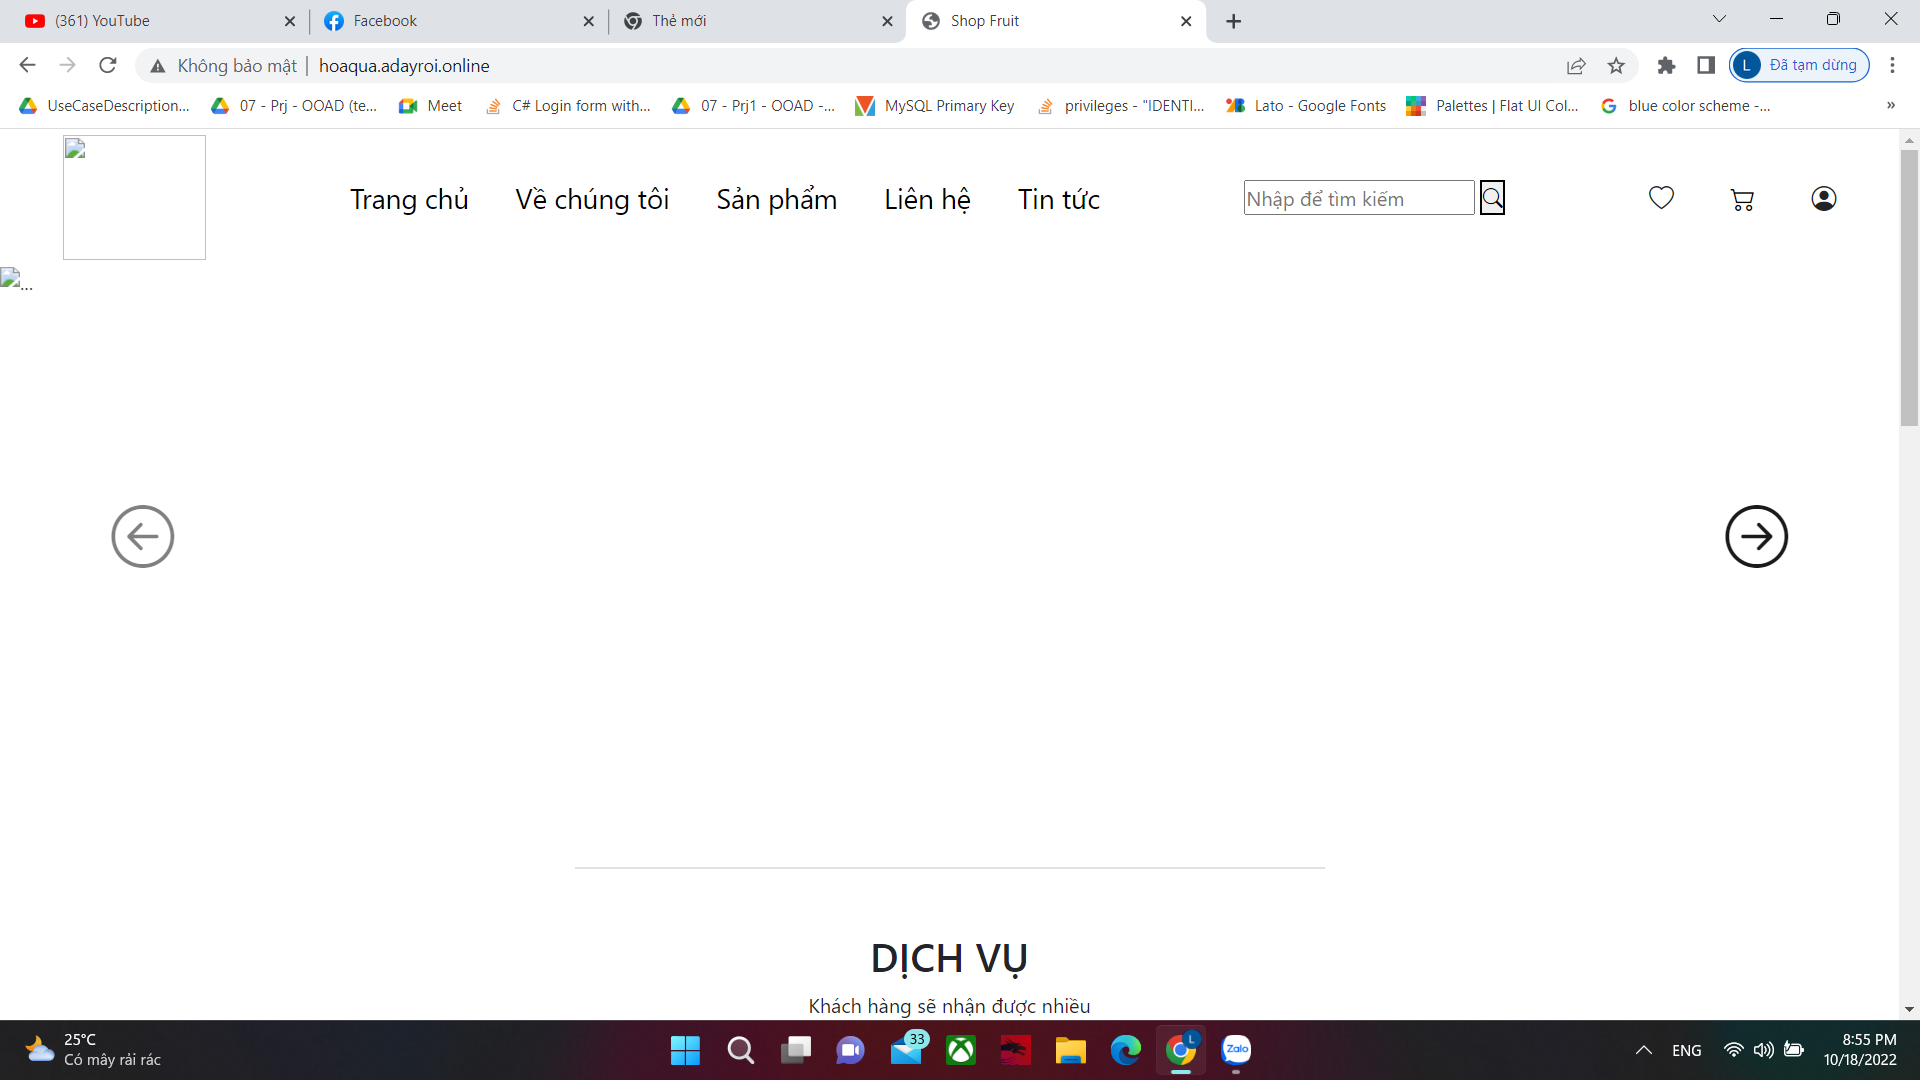 (361) YouTube
Facebook
Thẻ mới
Shop Fruit
Không bảo mật | hoaqua.adayroi.online
L Đã tạm dừng
UseCaseDescription...
07 - Prj - OOAD (te...
Meet
C# Login form with...
07 - Prj1 - OOAD -...
MySQL Primary Key
privileges - "IDENTI...
Lato - Google Fonts
Palettes | Flat UI Col...
blue color scheme -...
»
Trang chủ
Về chúng tôi
Sản phẩm
Liên hệ
Tin tức
Nhập để tìm kiếm
...
DỊCH VỤ
Khách hàng sẽ nhận được nhiều
25°C
Có mây rải rác
33
L
Zalo
ENG
8:55 PM
10/18/2022